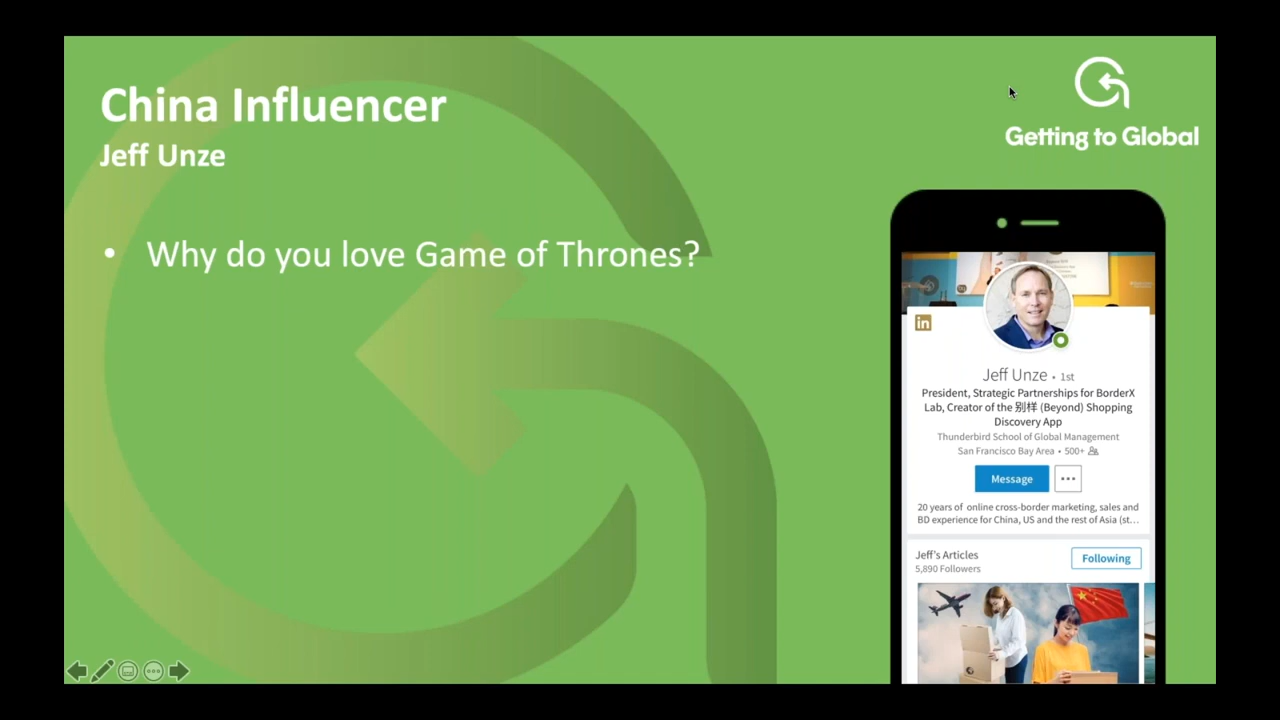 China Influencer
Jeff Unze
Getting to Global
• Why do you love Game of Thrones?
in
Jeff Unze • 1st
President, Strategic Partnerships for BorderX
Lab, Creator of the 别样 (Beyond) Shopping
Discovery App
Thunderbird School of Global Management
San Francisco Bay Area • 500+
Message
20 years of online cross-border marketing, sales and
BD experience for China, US and the rest of Asia (st...
Jeff's Articles
5,890 Followers
Following